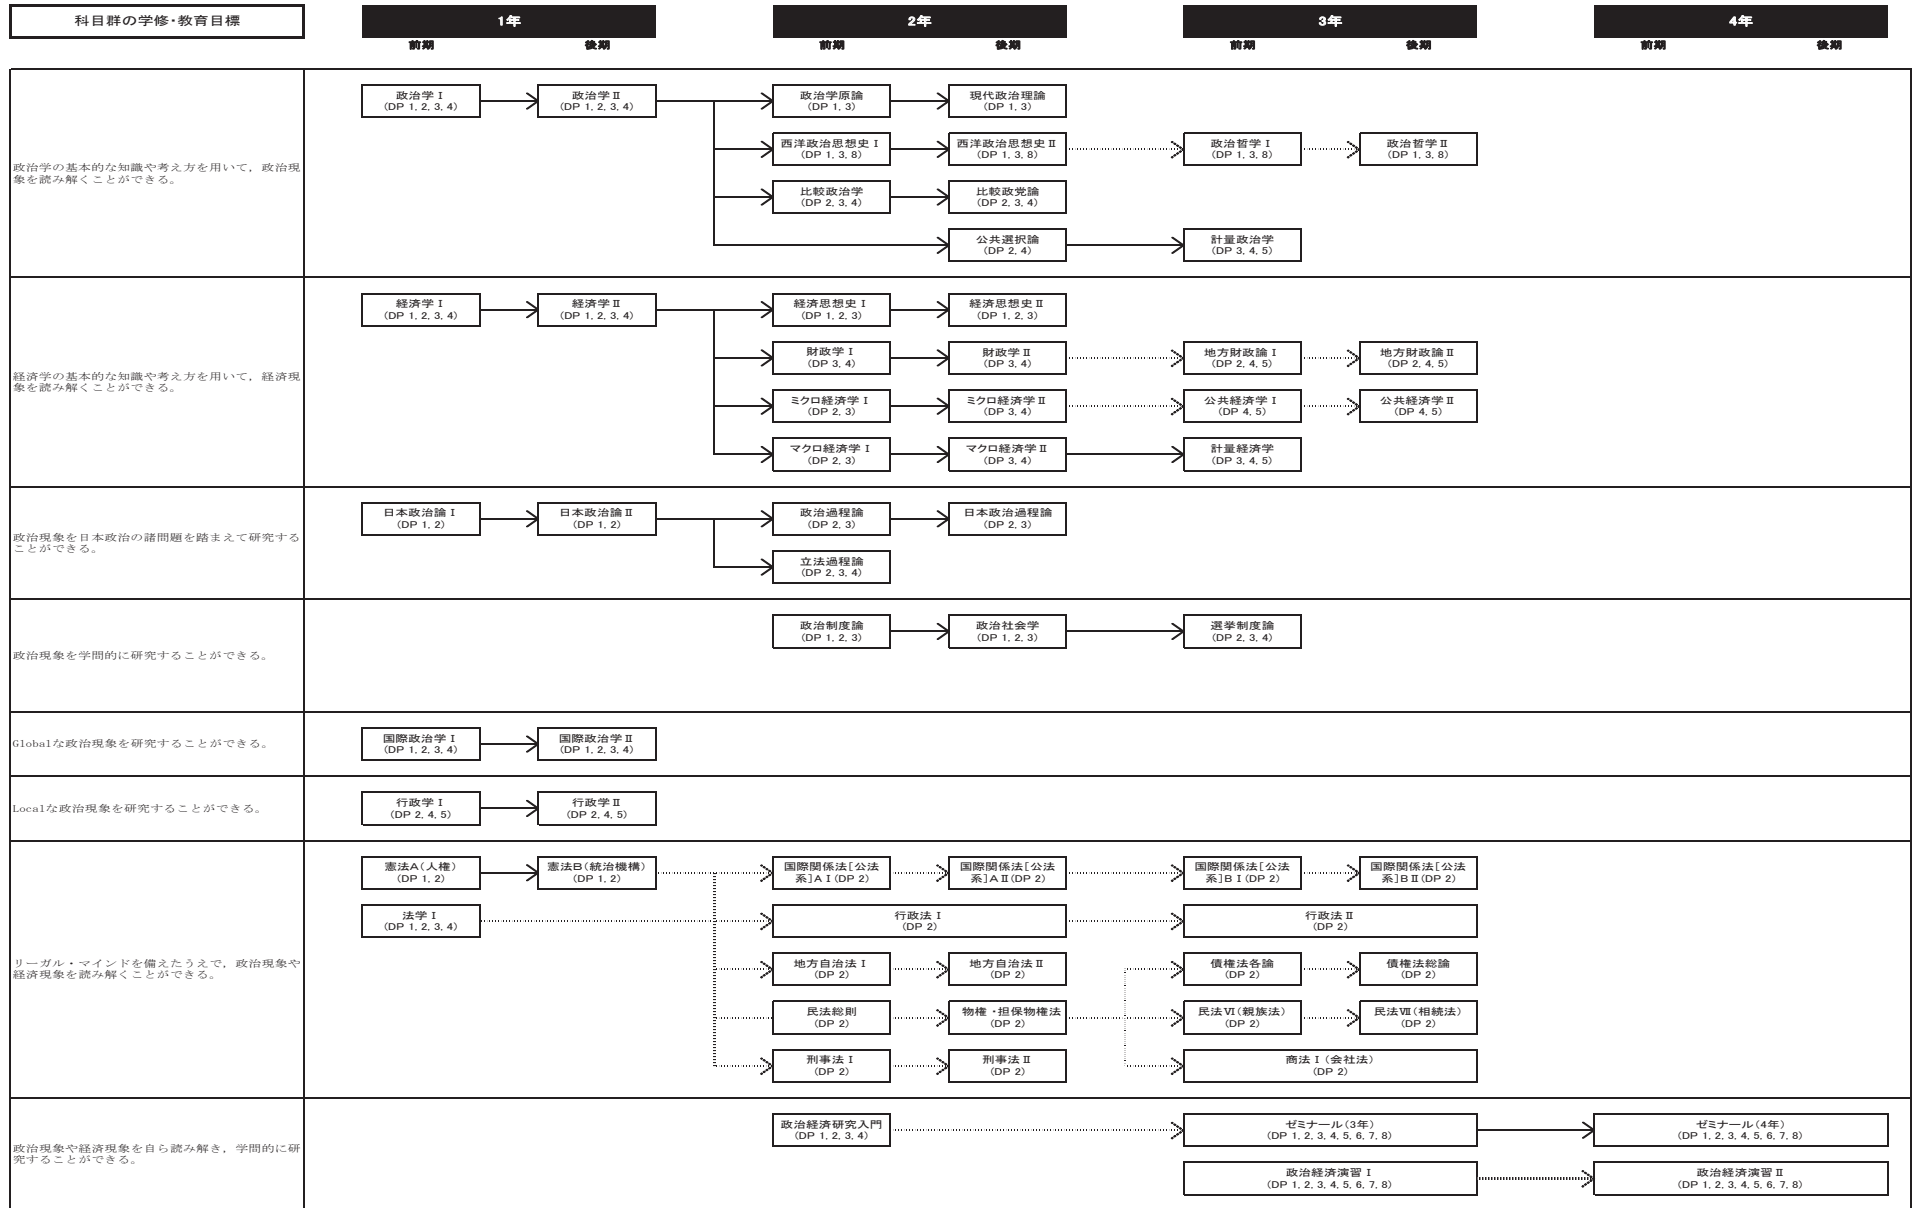 科目群の学修・教育目標
1年
2年
3年
4年
前期
後期
前期
後期
前期
後期
前期
後期
政治学の基本的な知識や考え方を用いて，政治現
象を読み解くことができる。
政治学Ⅰ
(DP 1, 2, 3, 4)
政治学Ⅱ
(DP 1, 2, 3, 4)
政治学原論
(DP 1, 3)
現代政治理論
(DP 1, 3)
西洋政治思想史Ⅰ
(DP 1, 3, 8)
西洋政治思想史Ⅱ
(DP 1, 3, 8)
政治哲学Ⅰ
(DP 1, 3, 8)
政治哲学Ⅱ
(DP 1, 3, 8)
比較政治学
(DP 2, 3, 4)
比較政党論
(DP 2, 3, 4)
公共選択論
(DP 2, 4)
計量政治学
(DP 3, 4, 5)
経済学の基本的な知識や考え方を用いて，経済現
象を読み解くことができる。
経済学Ⅰ
(DP 1, 2, 3, 4)
経済学Ⅱ
(DP 1, 2, 3, 4)
経済思想史Ⅰ
(DP 1, 2, 3)
経済思想史Ⅱ
(DP 1, 2, 3)
財政学Ⅰ
(DP 3, 4)
財政学Ⅱ
(DP 3, 4)
地方財政論Ⅰ
(DP 2, 4, 5)
地方財政論Ⅱ
(DP 2, 4, 5)
ミクロ経済学Ⅰ
(DP 2, 3)
ミクロ経済学Ⅱ
(DP 3, 4)
公共経済学Ⅰ
(DP 4, 5)
公共経済学Ⅱ
(DP 4, 5)
マクロ経済学Ⅰ
(DP 2, 3)
マクロ経済学Ⅱ
(DP 3, 4)
計量経済学
(DP 3, 4, 5)
政治現象を日本政治の諸問題を踏まえて研究する
ことができる。
日本政治論Ⅰ
(DP 1, 2)
日本政治論Ⅱ
(DP 1, 2)
政治過程論
(DP 2, 3)
日本政治過程論
(DP 2, 3)
立法過程論
(DP 2, 3, 4)
政治現象を学問的に研究することができる。
政治制度論
(DP 1, 2, 3)
政治社会学
(DP 1, 2, 3)
選挙制度論
(DP 2, 3, 4)
Globalな政治現象を研究することができる。
国際政治学Ⅰ
(DP 1, 2, 3, 4)
国際政治学Ⅱ
(DP 1, 2, 3, 4)
Localな政治現象を研究することができる。
行政学Ⅰ
(DP 2, 4, 5)
行政学Ⅱ
(DP 2, 4, 5)
リーガル・マインドを備えたうえで，政治現象や
経済現象を読み解くことができる。
憲法A（人権）
(DP 1, 2)
憲法B（統治機構）
(DP 1, 2)
国際関係法[公法
系]AⅠ(DP 2)
国際関係法[公法
系]AⅡ(DP 2)
国際関係法[公法
系]BⅠ(DP 2)
国際関係法[公法
系]BⅡ(DP 2)
法学Ⅰ
(DP 1, 2, 3, 4)
行政法Ⅰ
(DP 2)
行政法Ⅱ
(DP 2)
地方自治法Ⅰ
(DP 2)
地方自治法Ⅱ
(DP 2)
債権法各論
(DP 2)
債権法総論
(DP 2)
民法総則
(DP 2)
物権・担保物権法
(DP 2)
民法Ⅵ（親族法）
(DP 2)
民法Ⅶ（相続法）
(DP 2)
刑事法Ⅰ
(DP 2)
刑事法Ⅱ
(DP 2)
商法Ⅰ（会社法）
(DP 2)
政治現象や経済現象を自ら読み解き，学問的に研
究することができる。
政治経済研究入門
(DP 1, 2, 3, 4)
ゼミナール（3年）
(DP 1, 2, 3, 4, 5, 6, 7, 8)
ゼミナール（4年）
(DP 1, 2, 3, 4, 5, 6, 7, 8)
政治経済演習Ⅰ
(DP 1, 2, 3, 4, 5, 6, 7, 8)
政治経済演習Ⅱ
(DP 1, 2, 3, 4, 5, 6, 7, 8)